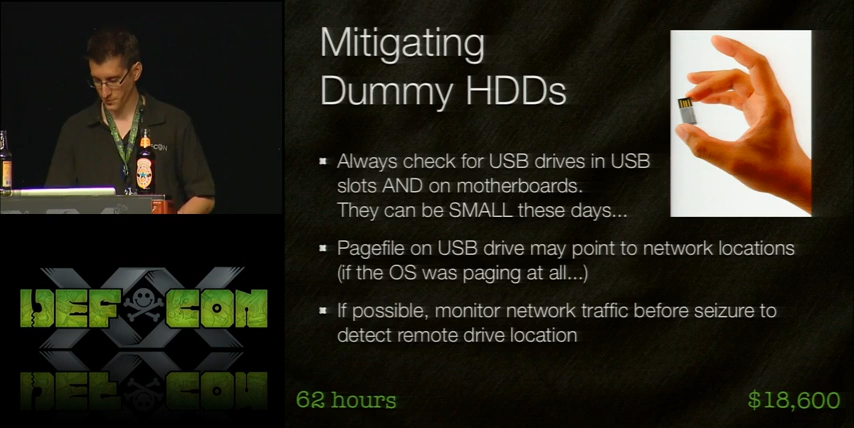 Mitigating
Dummy HDDs
Always check for USB drives in USB
slots AND on motherboards.
They can be SMALL these days...
Pagefile on USB drive may point to network locations
(if the OS was paging at all...)
If possible, monitor network traffic before seizure to
detect remote drive location
62 hours
$18,600
DEF CON
XX